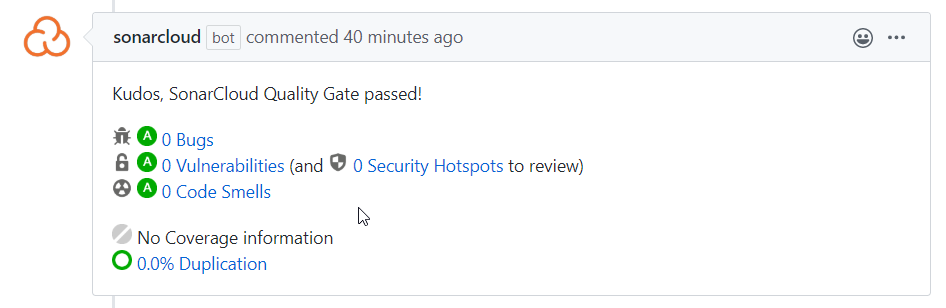 sonarcloud bot commented 40 minutes ago
Kudos, SonarCloud Quality Gate passed!
A 0 Bugs
A 0 Vulnerabilities (and 0 Security Hotspots to review)
A 0 Code Smells
No Coverage information
0.0% Duplication